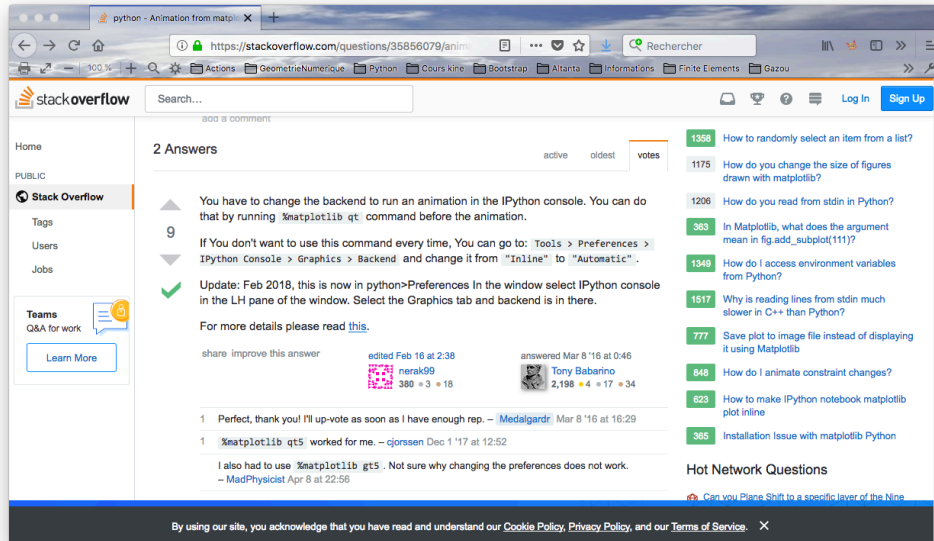 python - Animation from matplo
https://stackoverflow.com/questions/35856079/anim
Rechercher
100 %
Actions
GeometrieNumerique
Python
Cours kine
Bootstrap
Altanta
Informations
Finite Elements
Gazou
stackoverflow
Search...
Log In
Sign Up
add a comment
Home
PUBLIC
Stack Overflow
Tags
Users
Jobs
Teams
Q&A for work
Learn More
2 Answers
active
oldest
votes
9
You have to change the backend to run an animation in the IPython console. You can do
that by running %matplotlib qt command before the animation.
If You don't want to use this command every time, You can go to: Tools > Preferences >
IPython Console > Graphics > Backend and change it from "Inline" to "Automatic".
Update: Feb 2018, this is now in python>Preferences In the window select IPython console
in the LH pane of the window. Select the Graphics tab and backend is in there.
For more details please read this.
share improve this answer
edited Feb 16 at 2:38
nerak99
380 3 18
answered Mar 8 '16 at 0:46
Tony Babarino
2,198 4 17 34
1 Perfect, thank you! I'll up-vote as soon as I have enough rep. – Medalgardr Mar 8 '16 at 16:29
1 %matplotlib qt5 worked for me. – cjorssen Dec 1 '17 at 12:52
I also had to use %matplotlib gt5. Not sure why changing the preferences does not work.
– MadPhysicist Apr 8 at 22:56
1358 How to randomly select an item from a list?
1175 How do you change the size of figures
drawn with matplotlib?
1206 How do you read from stdin in Python?
363 In Matplotlib, what does the argument
mean in fig.add_subplot(111)?
1349 How do I access environment variables
from Python?
1517 Why is reading lines from stdin much
slower in C++ than Python?
777 Save plot to image file instead of displaying
it using Matplotlib
848 How do I animate constraint changes?
623 How to make IPython notebook matplotlib
plot inline
365 Installation Issue with matplotlib Python
Hot Network Questions
Can you Plane Shift to a specific layer of the Nine
By using our site, you acknowledge that you have read and understand our Cookie Policy, Privacy Policy, and our Terms of Service.